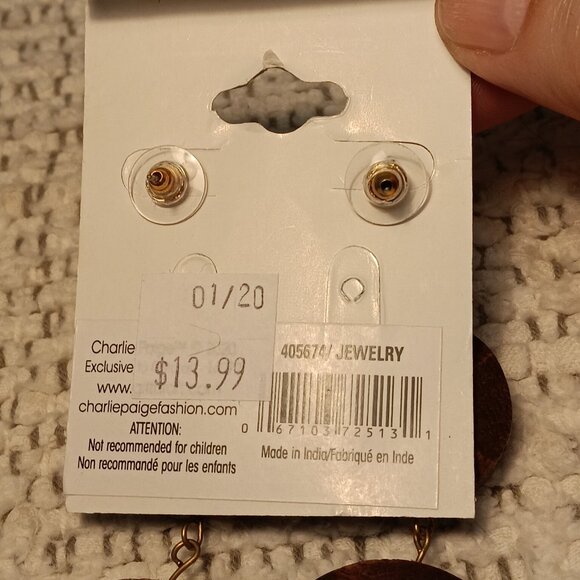 01/20
$13.99
Charlie
Exclusive
www.
charliepaigefashion.com
ATTENTION:
Not recommended for children
Non recommandé pour les enfants
405674/ JEWELRY
0 67103 72513 1
Made in India/Fabriqué en Inde